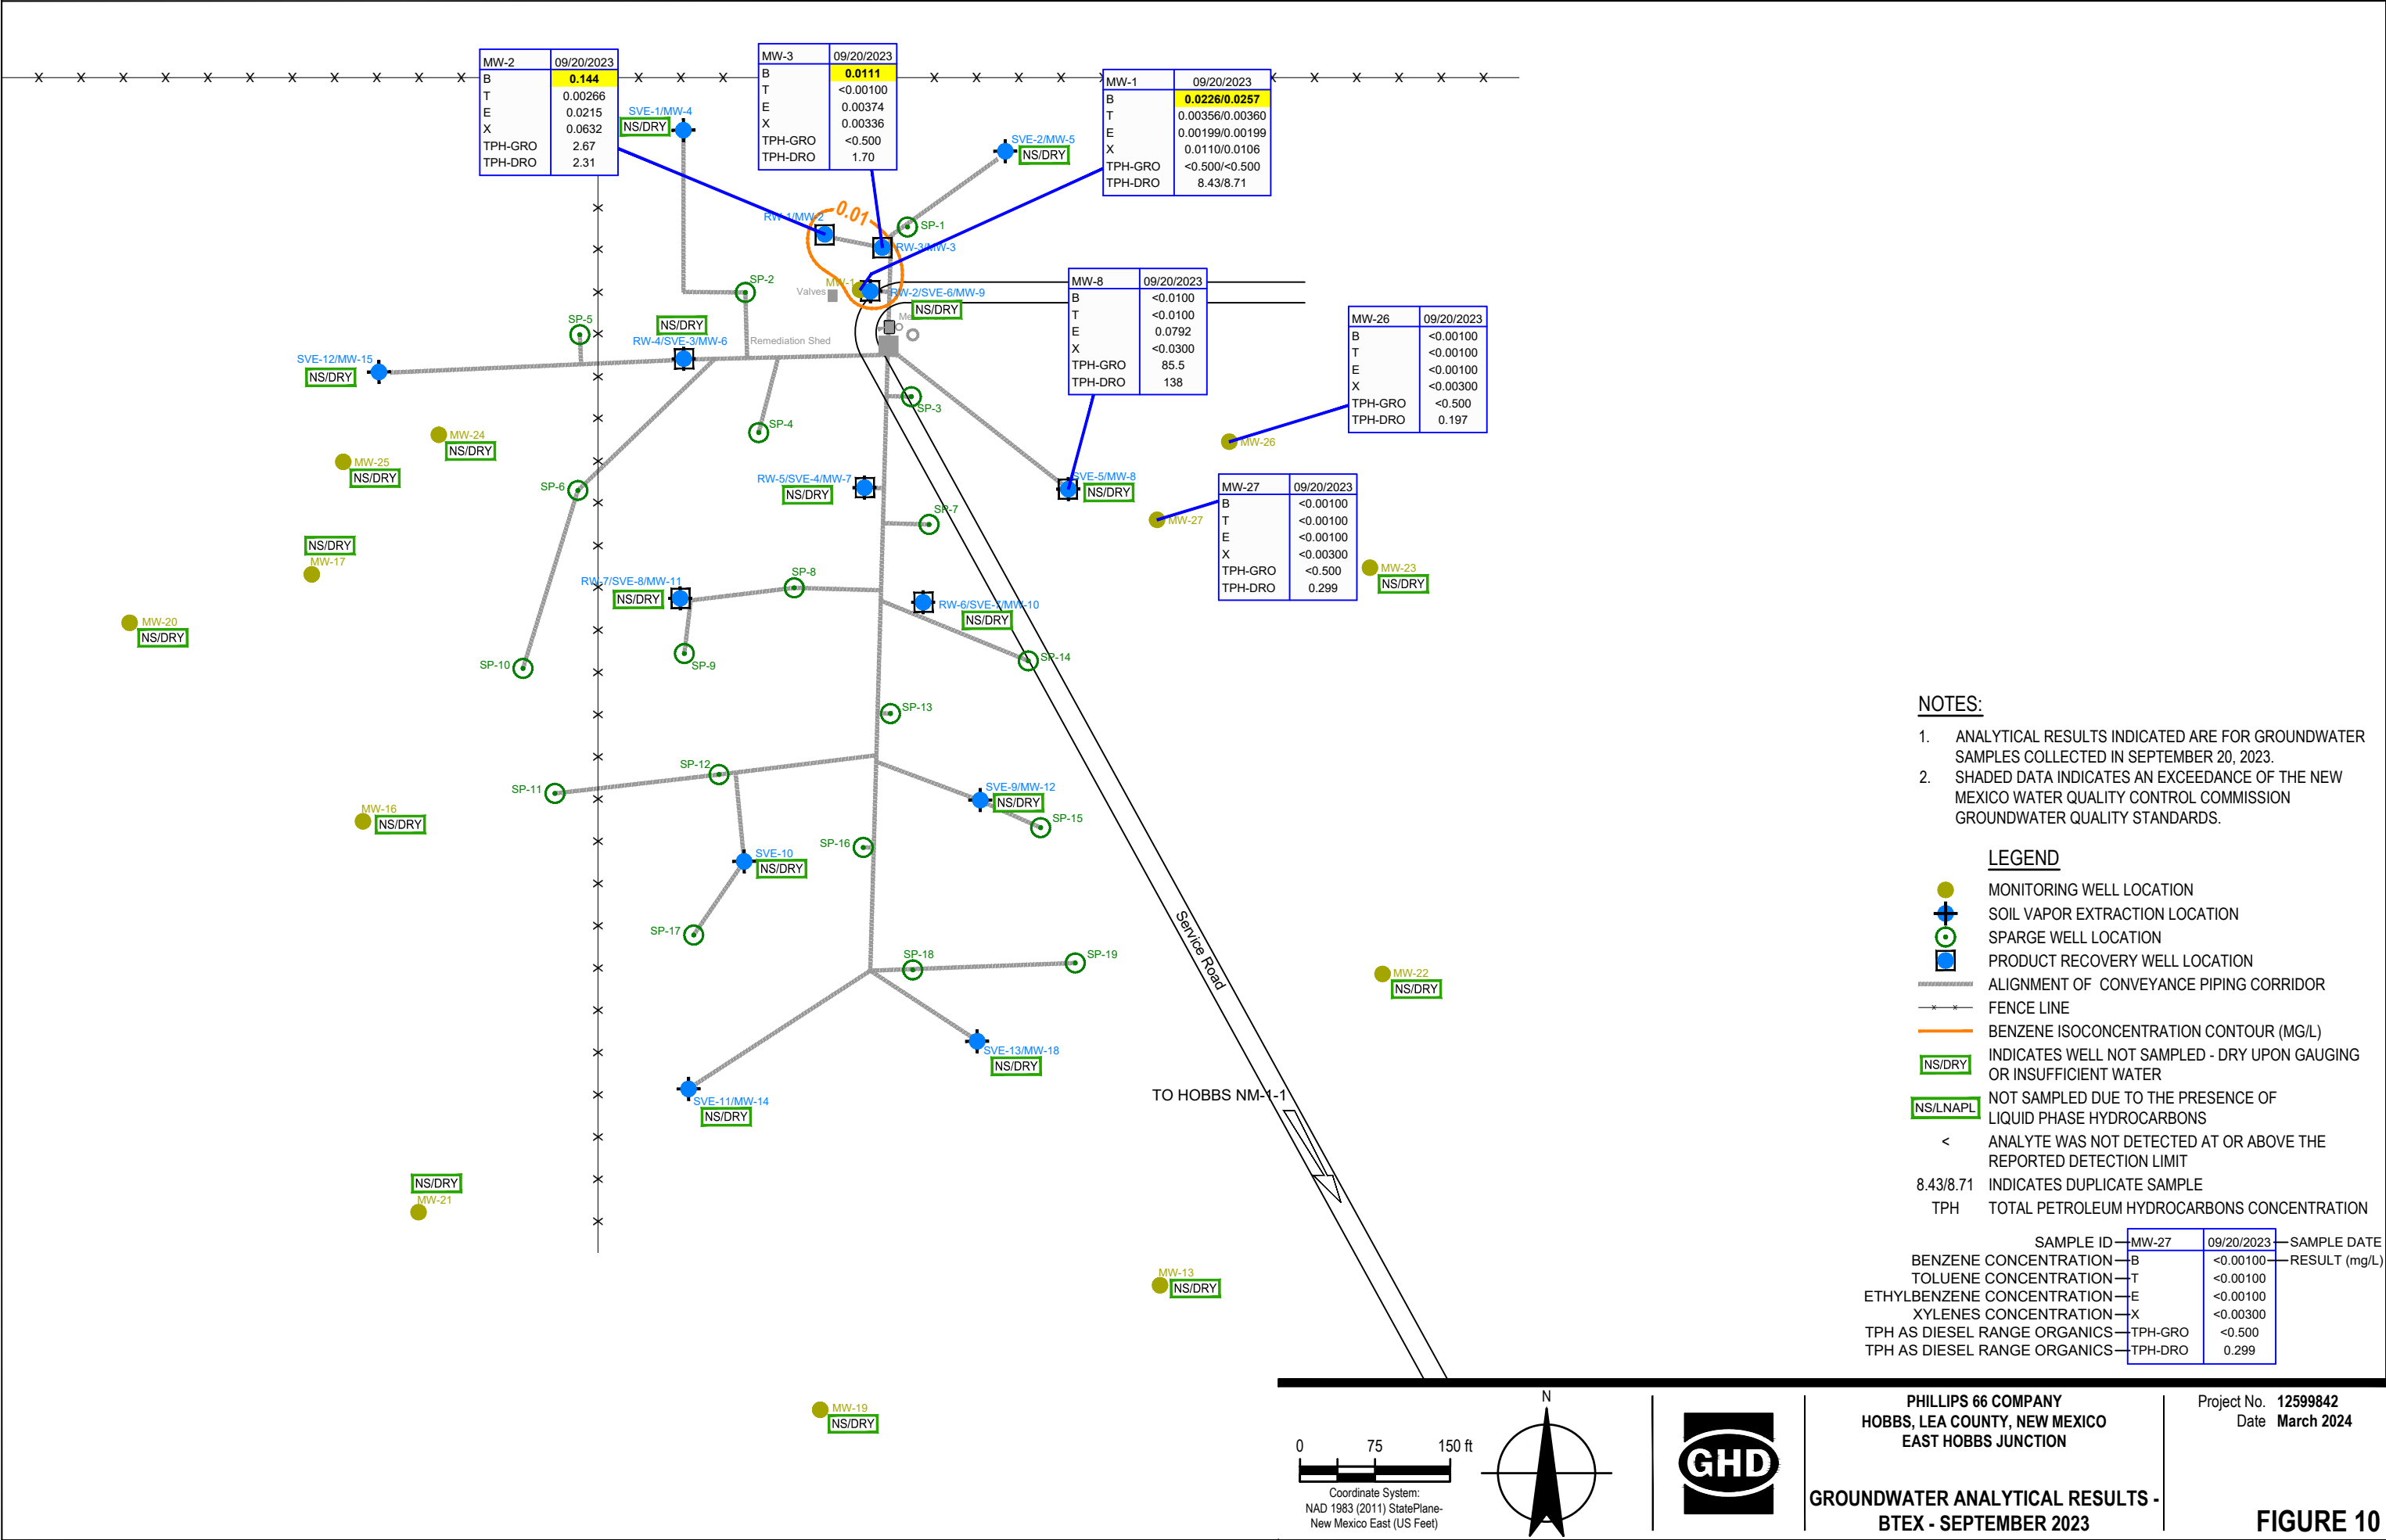 MW-2 09/20/2023
B 0.144
T 0.00266
E 0.0215
X 0.0632
TPH-GRO 2.67
TPH-DRO 2.31
MW-3 09/20/2023
B 0.0111
T <0.00100
E 0.00374
X 0.00336
TPH-GRO <0.500
TPH-DRO 1.70
MW-1 09/20/2023
B 0.0226/0.0257
T 0.00356/0.00360
E 0.00199/0.00199
X 0.0110/0.0106
TPH-GRO <0.500/<0.500
TPH-DRO 8.43/8.71
SVE-1/MW-4
NS/DRY
SVE-2/MW-5
NS/DRY
RW-1/MW-2
0.01
SP-1
RW-3/MW-3
SP-2
Valves
MW-1
RW-2/SVE-6/MW-9
NS/DRY
MW-8 09/20/2023
B <0.0100
T <0.0100
E 0.0792
X <0.0300
TPH-GRO 85.5
TPH-DRO 138
MW-26 09/20/2023
B <0.00100
T <0.00100
E <0.00100
X <0.00300
TPH-GRO <0.500
TPH-DRO 0.197
SP-5
NS/DRY
RW-4/SVE-3/MW-6
Remediation Shed
SVE-12/MW-15
NS/DRY
SP-3
SP-4
MW-24
NS/DRY
MW-25
NS/DRY
MW-26
SP-6
RW-5/SVE-4/MW-7
NS/DRY
SVE-5/MW-8
NS/DRY
MW-27 09/20/2023
B <0.00100
T <0.00100
E <0.00100
X <0.00300
TPH-GRO <0.500
TPH-DRO 0.299
SP-7
MW-27
NS/DRY
MW-17
MW-23
NS/DRY
SP-8
RW-7/SVE-8/MW-11
NS/DRY
RW-6/SVE-7/MW-10
NS/DRY
MW-20
NS/DRY
SP-10
SP-9
SP-14
SP-13
SP-12
SP-11
SVE-9/MW-12
NS/DRY
SP-15
MW-16
NS/DRY
SP-16
SVE-10
NS/DRY
SP-17
Service Road
SP-18
SP-19
MW-22
NS/DRY
SVE-13/MW-18
NS/DRY
SVE-11/MW-14
NS/DRY
TO HOBBS NM-1-1
NS/DRY
MW-21
MW-13
NS/DRY
MW-19
NS/DRY
NOTES:
1. ANALYTICAL RESULTS INDICATED ARE FOR GROUNDWATER
SAMPLES COLLECTED IN SEPTEMBER 20, 2023.
2. SHADED DATA INDICATES AN EXCEEDANCE OF THE NEW
MEXICO WATER QUALITY CONTROL COMMISSION
GROUNDWATER QUALITY STANDARDS.
LEGEND
MONITORING WELL LOCATION
SOIL VAPOR EXTRACTION LOCATION
SPARGE WELL LOCATION
PRODUCT RECOVERY WELL LOCATION
ALIGNMENT OF CONVEYANCE PIPING CORRIDOR
FENCE LINE
BENZENE ISOCONCENTRATION CONTOUR (MG/L)
NS/DRY INDICATES WELL NOT SAMPLED - DRY UPON GAUGING
OR INSUFFICIENT WATER
NS/LNAPL NOT SAMPLED DUE TO THE PRESENCE OF
LIQUID PHASE HYDROCARBONS
< ANALYTE WAS NOT DETECTED AT OR ABOVE THE
REPORTED DETECTION LIMIT
8.43/8.71 INDICATES DUPLICATE SAMPLE
TPH TOTAL PETROLEUM HYDROCARBONS CONCENTRATION
SAMPLE ID MW-27 09/20/2023 SAMPLE DATE
BENZENE CONCENTRATION B <0.00100 RESULT (mg/L)
TOLUENE CONCENTRATION T <0.00100
ETHYLBENZENE CONCENTRATION E <0.00100
XYLENES CONCENTRATION X <0.00300
TPH AS DIESEL RANGE ORGANICS TPH-GRO <0.500
TPH AS DIESEL RANGE ORGANICS TPH-DRO 0.299
0 75 150 ft
Coordinate System:
NAD 1983 (2011) StatePlane-
New Mexico East (US Feet)
N
GHD
PHILLIPS 66 COMPANY
HOBBS, LEA COUNTY, NEW MEXICO
EAST HOBBS JUNCTION
GROUNDWATER ANALYTICAL RESULTS -
BTEX - SEPTEMBER 2023
Project No. 12599842
Date March 2024
FIGURE 10